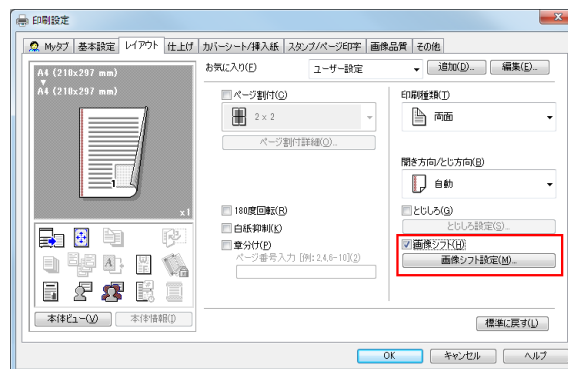 印刷設定
Myタブ 基本設定 レイアウト 仕上げ カバーシート/挿入紙 スタンプ/ページ印字 画像品質 その他
A4 (210x297 mm)
A4 (210x297 mm)
1
x1
本体ビュー(V) 本体情報(I)
お気に入り(F) ユーザー設定 追加(D)... 編集(E)...
ページ割付(C)
2 x 2
ページ割付詳細(O)...
180度回転(R)
白紙抑制(K)
章分け(P)
ページ番号入力 [例: 2,4,6-10](2)
印刷種類(T)
両面
開き方向/とじ方向(B)
自動
とじしろ(G)
とじしろ設定(S)...
画像シフト(H)
画像シフト設定(M)...
標準に戻す(L)
OK キャンセル ヘルプ